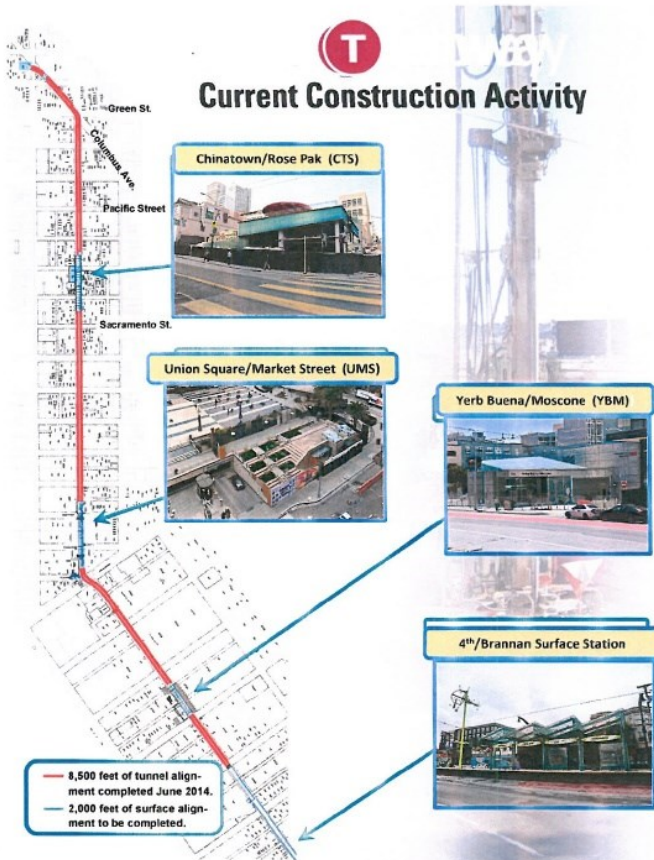 T
Current Construction Activity
Green St.
Columbus Ave.
Chinatown/Rose Pak (CTS)
Pacific Street
Sacramento St.
Union Square/Market Street (UMS)
Yerb Buena/Moscone (YBM)
4th/Brannan Surface Station
8,500 feet of tunnel align-
ment completed June 2014.
2,000 feet of surface align-
ment to be completed.